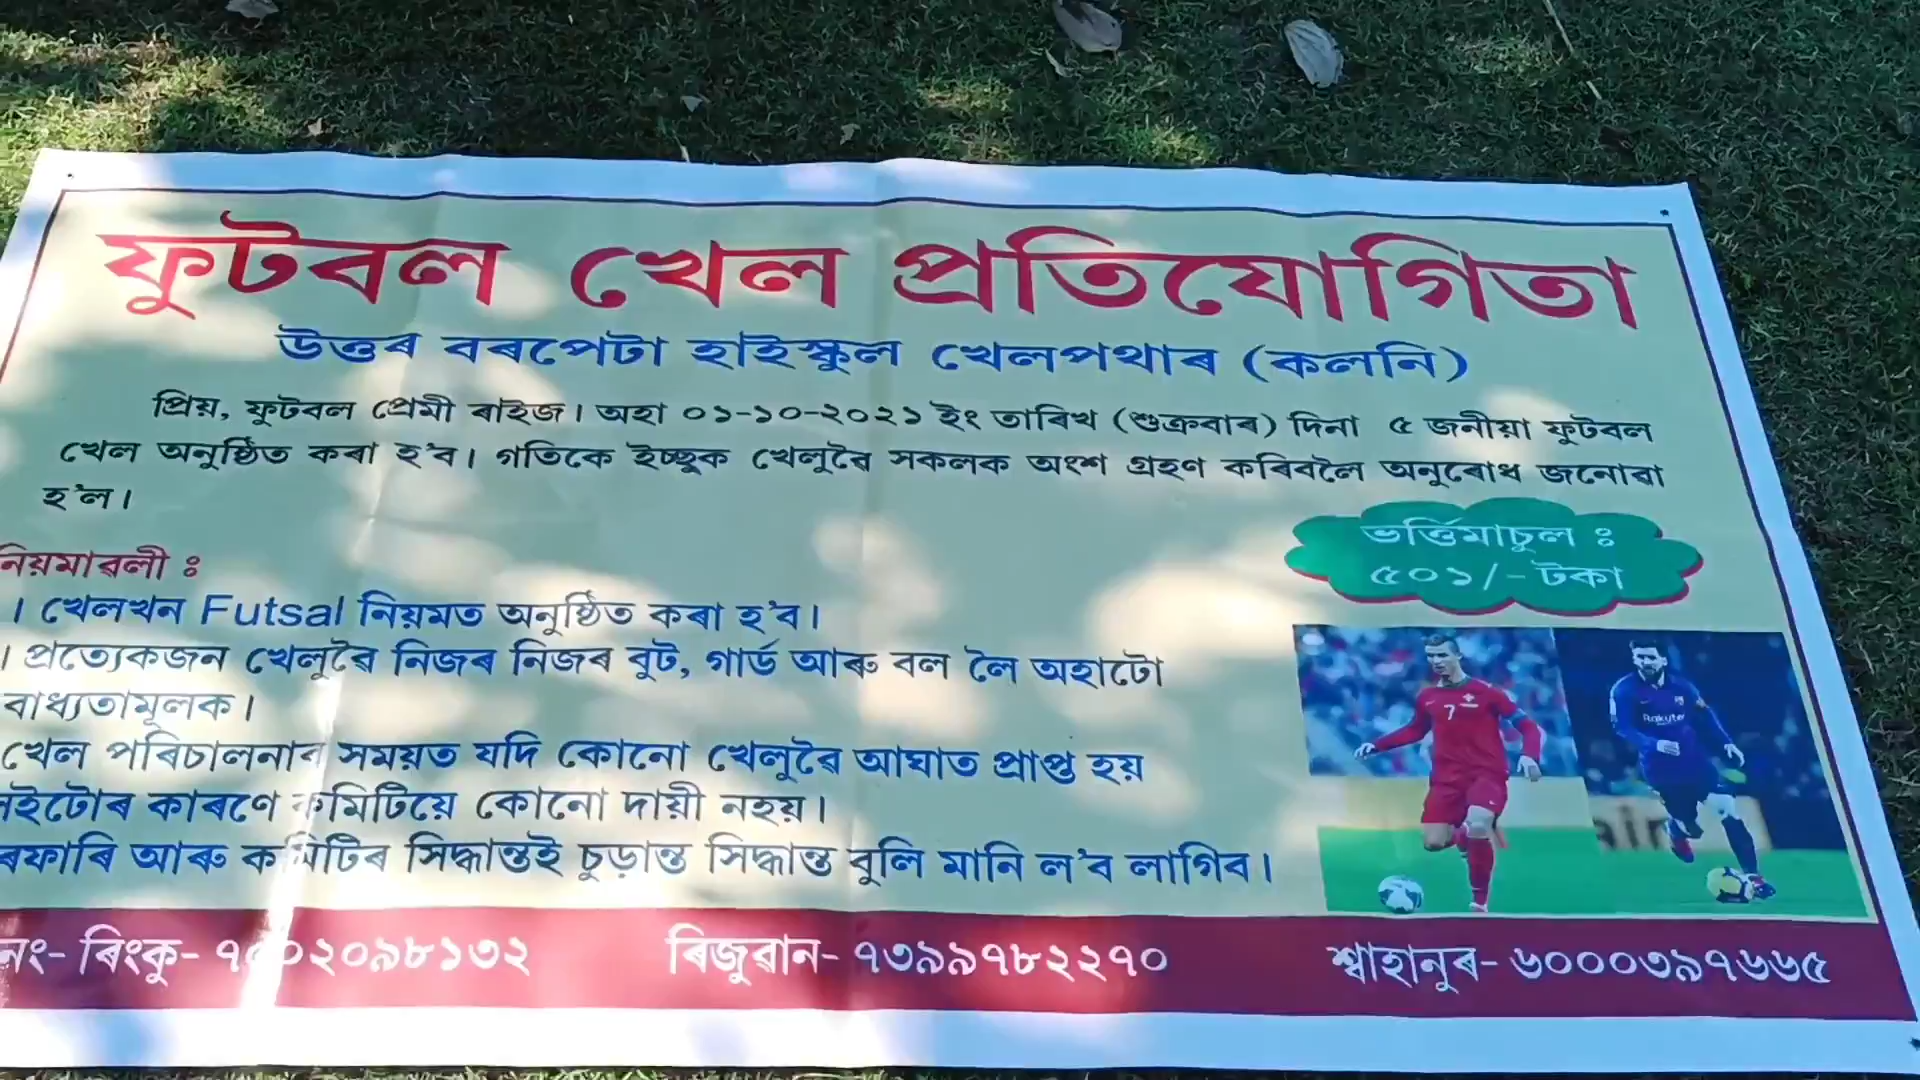 ফুটবল খেল প্ৰতিযোগিতা
উত্তৰ বৰপেটা হাইস্কুল খেলপথাৰ (কলনি)
প্ৰিয়, ফুটবল প্ৰেমী ৰাইজ। অহা ০১-১০-২০২১ ইং তাৰিখ (শুক্ৰবাৰ) দিনা ৫ জনীয়া ফুটবল
খেল অনুষ্ঠিত কৰা হ'ব। গতিকে ইচ্ছুক খেলুৱৈ সকলক অংশ গ্ৰহণ কৰিবলৈ অনুৰোধ জনোৱা
হ'ল।
ভৰ্ত্তিমাচুল ঃ
৫০১/- টকা
নিয়মাৱলী ঃ
। খেলখন Futsal নিয়মত অনুষ্ঠিত কৰা হ'ব।
। প্ৰত্যেকজন খেলুৱৈ নিজৰ নিজৰ বুট, গাৰ্ড আৰু বল লৈ অহাটো
বাধ্যতামূলক।
খেল পৰিচালনাৰ সময়ত যদি কোনো খেলুৱৈ আঘাত প্ৰাপ্ত হয়
কাৰণে কমিটিয়ে কোনো দায়ী নহয়।
আৰু কমিটিৰ সিদ্ধান্তই চুড়ান্ত সিদ্ধান্ত বুলি মানি ল'ব লাগিব।
7
Rakuten
নং- ৰিংকু- ৰিজুৱান- ৭৩৯৯৭৮২২৭০ শ্বাহানুৰ- ৬০০০৩৯৭৬৬৫